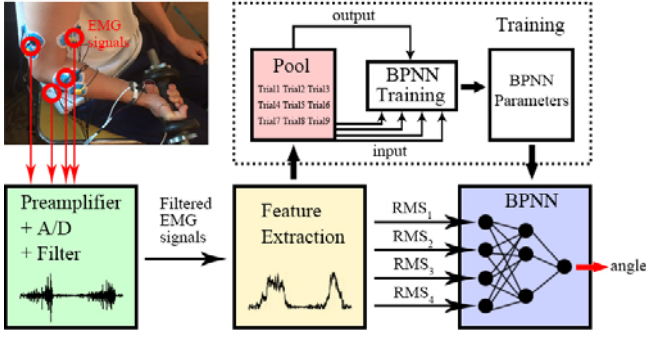 EMG
signals
output
Training
Pool
Trial1 Trial2 Trial3
Trial4 Trial5 Trial6
Trial7 Trial8 Trial9
BPNN
Training
BPNN
Parameters
input
Preamplifier
+ A/D
+ Filter
Filtered
EMG
signals
Feature
Extraction
RMS1
RMS2
RMS3
RMS4
BPNN
angle